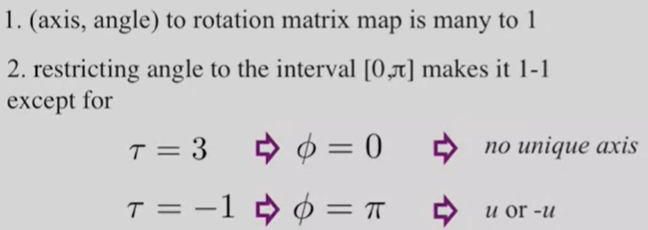 1. (axis, angle) to rotation matrix map is many to 1
2. restricting angle to the interval [0,π] makes it 1-1
except for
τ = 3 ⇨ ϕ = 0 ⇨ no unique axis
τ = −1 ⇨ ϕ = π ⇨ u or -u